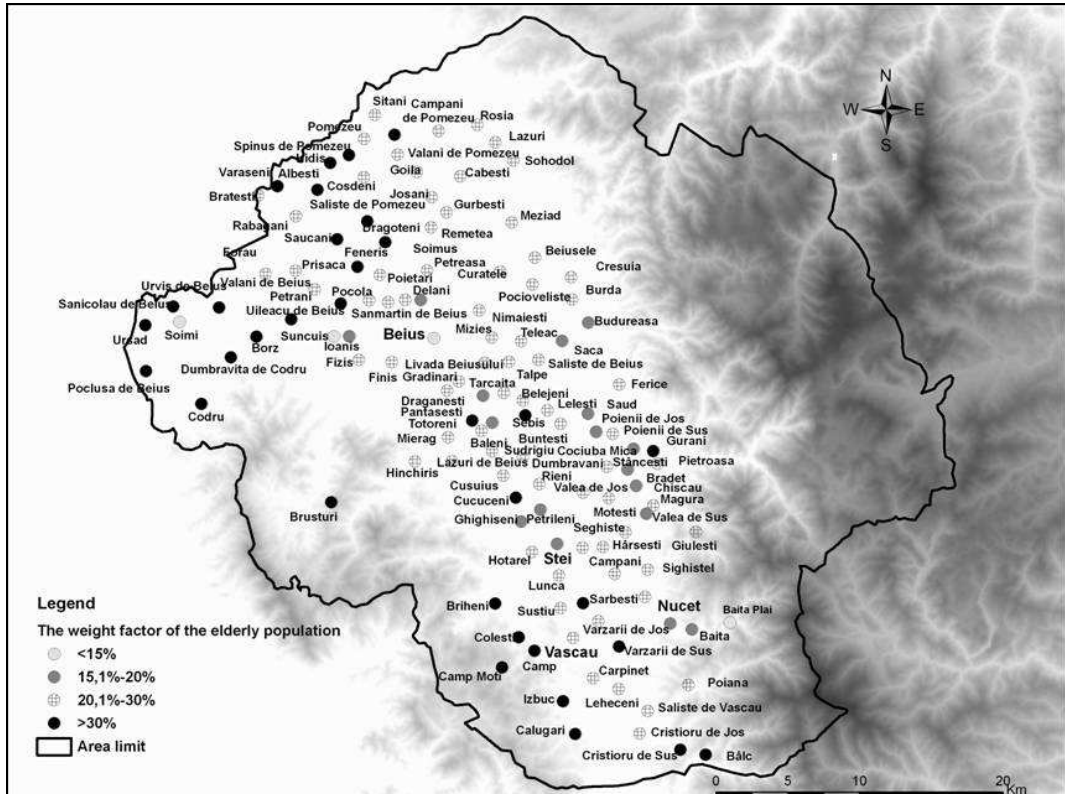 N
W E
S
Sitani
Campani
de Pomezeu
Rosia
Pomezeu
Lazuri
Spinus de Pomezeu
Valani de Pomezeu
Sohodol
Varaseni
Albesti
Goila
Cabesti
Bratesti
Cosdeni
Josani
Saliste de Pomezeu
Gurbesti
Rabagani
Dragoteni
Meziad
Saucani
Remetea
Feneris
Soimus
Forau
Beiusele
Prisaca
Petreasa
Urvis de Beius
Valani de Beius
Poietari
Curatele
Cresuia
Petrani
Pocola
Delani
Pocioveliste
Burda
Sanicolau de Beius
Uileacu de Beius
Sanmartin de Beius
Nimaiesti
Budureasa
Ursad
Soimi
Suncuis
Ioanis
Beius
Mizies
Teleac
Borz
Saca
Dumbravita de Codru
Fizis
Finis
Livada Beiusului
Talpe
Saliste de Beius
Poclusa de Beius
Gradinari
Tarcaita
Ferice
Codru
Draganesti
Belejeni
Pantasesti
Lelesti
Saud
Totoreni
Sebis
Poienii de Jos
Mierag
Baleni
Buntesti
Poienii de Sus
Sudrigiu
Cociuba Mica
Gurani
Hinchiris
Lazuri de Beius
Dumbravani
Stâncesti
Pietroasa
Cusuius
Rieni
Bradet
Cucuceni
Valea de Jos
Chiscau
Brusturi
Magura
Ghighiseni
Petrileni
Motesti
Valea de Sus
Seghiste
Hotarel
Stei
Hârsesti
Giulesti
Campani
Sighistel
Lunca
Briheni
Sustiu
Sarbesti
Nucet
Baita Plai
Colesti
Varzarii de Jos
Baita
Vascau
Varzarii de Sus
Camp Moti
Camp
Carpinet
Poiana
Izbuc
Leheceni
Saliste de Vascau
Calugari
Cristioru de Jos
Cristioru de Sus
Bâlc
Legend
The weight factor of the elderly population
<15%
15,1%-20%
20,1%-30%
>30%
Area limit
0 5 10 20
Km